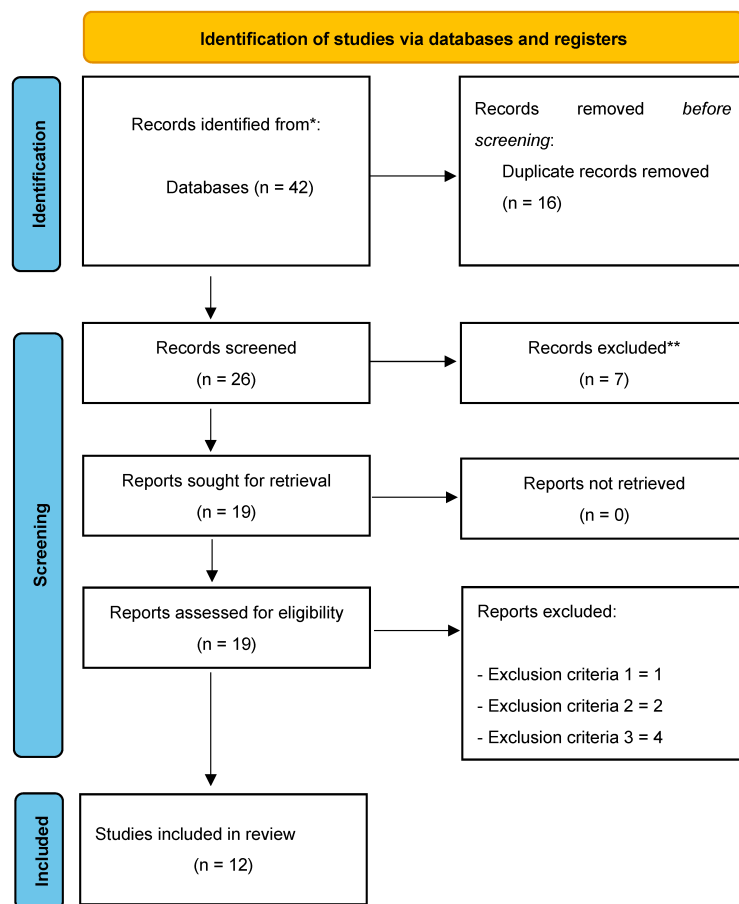 Identification of studies via databases and registers
Identification
Records identified from*:
Databases (n = 42)
Records removed before
screening:
Duplicate records removed
(n = 16)
Screening
Records screened
(n = 26)
Records excluded**
(n = 7)
Reports sought for retrieval
(n = 19)
Reports not retrieved
(n = 0)
Reports assessed for eligibility
(n = 19)
Reports excluded:
- Exclusion criteria 1 = 1
- Exclusion criteria 2 = 2
- Exclusion criteria 3 = 4
Included
Studies included in review
(n = 12)